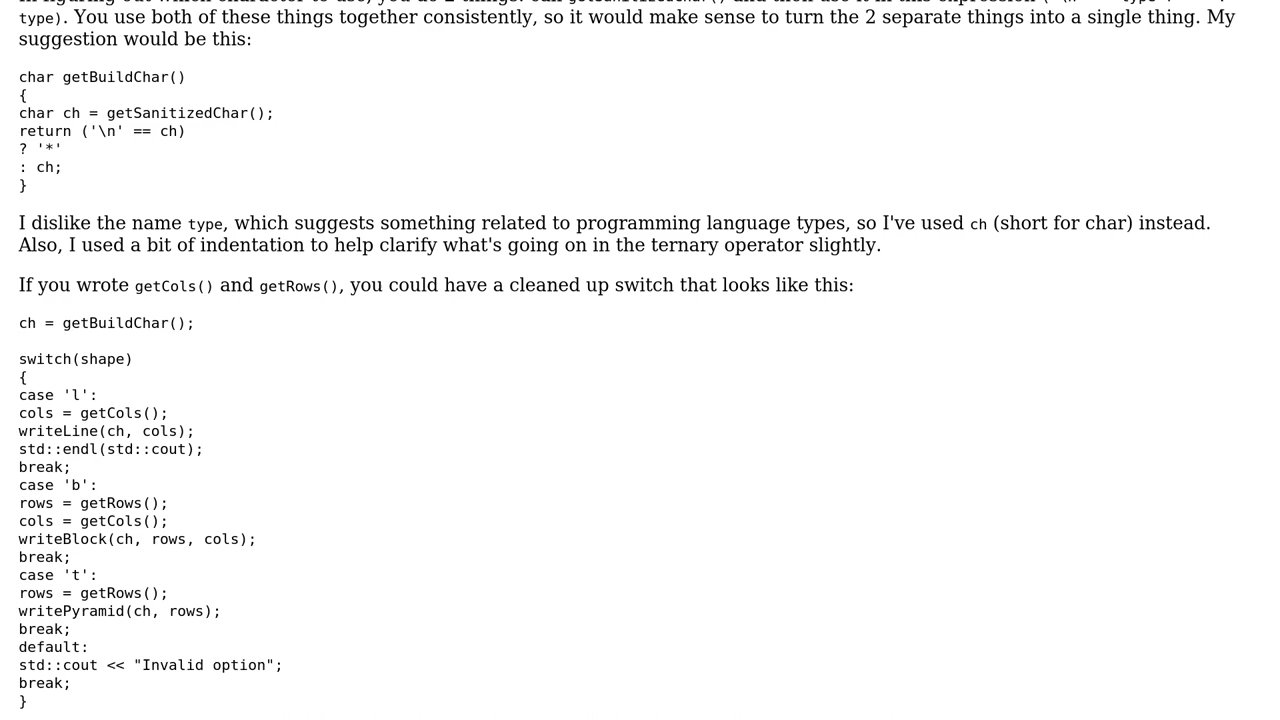 type). You use both of these things together consistently, so it would make sense to turn the 2 separate things into a single thing. My
suggestion would be this:
char getBuildChar()
{
char ch = getSanitizedChar();
return ('\n' == ch)
? '*'
: ch;
}
I dislike the name type, which suggests something related to programming language types, so I've used ch (short for char) instead.
Also, I used a bit of indentation to help clarify what's going on in the ternary operator slightly.
If you wrote getCols() and getRows(), you could have a cleaned up switch that looks like this:
ch = getBuildChar();
switch(shape)
{
case 'l':
cols = getCols();
writeLine(ch, cols);
std::endl(std::cout);
break;
case 'b':
rows = getRows();
cols = getCols();
writeBlock(ch, rows, cols);
break;
case 't':
rows = getRows();
writePyramid(ch, rows);
break;
default:
std::cout << "Invalid option";
break;
}